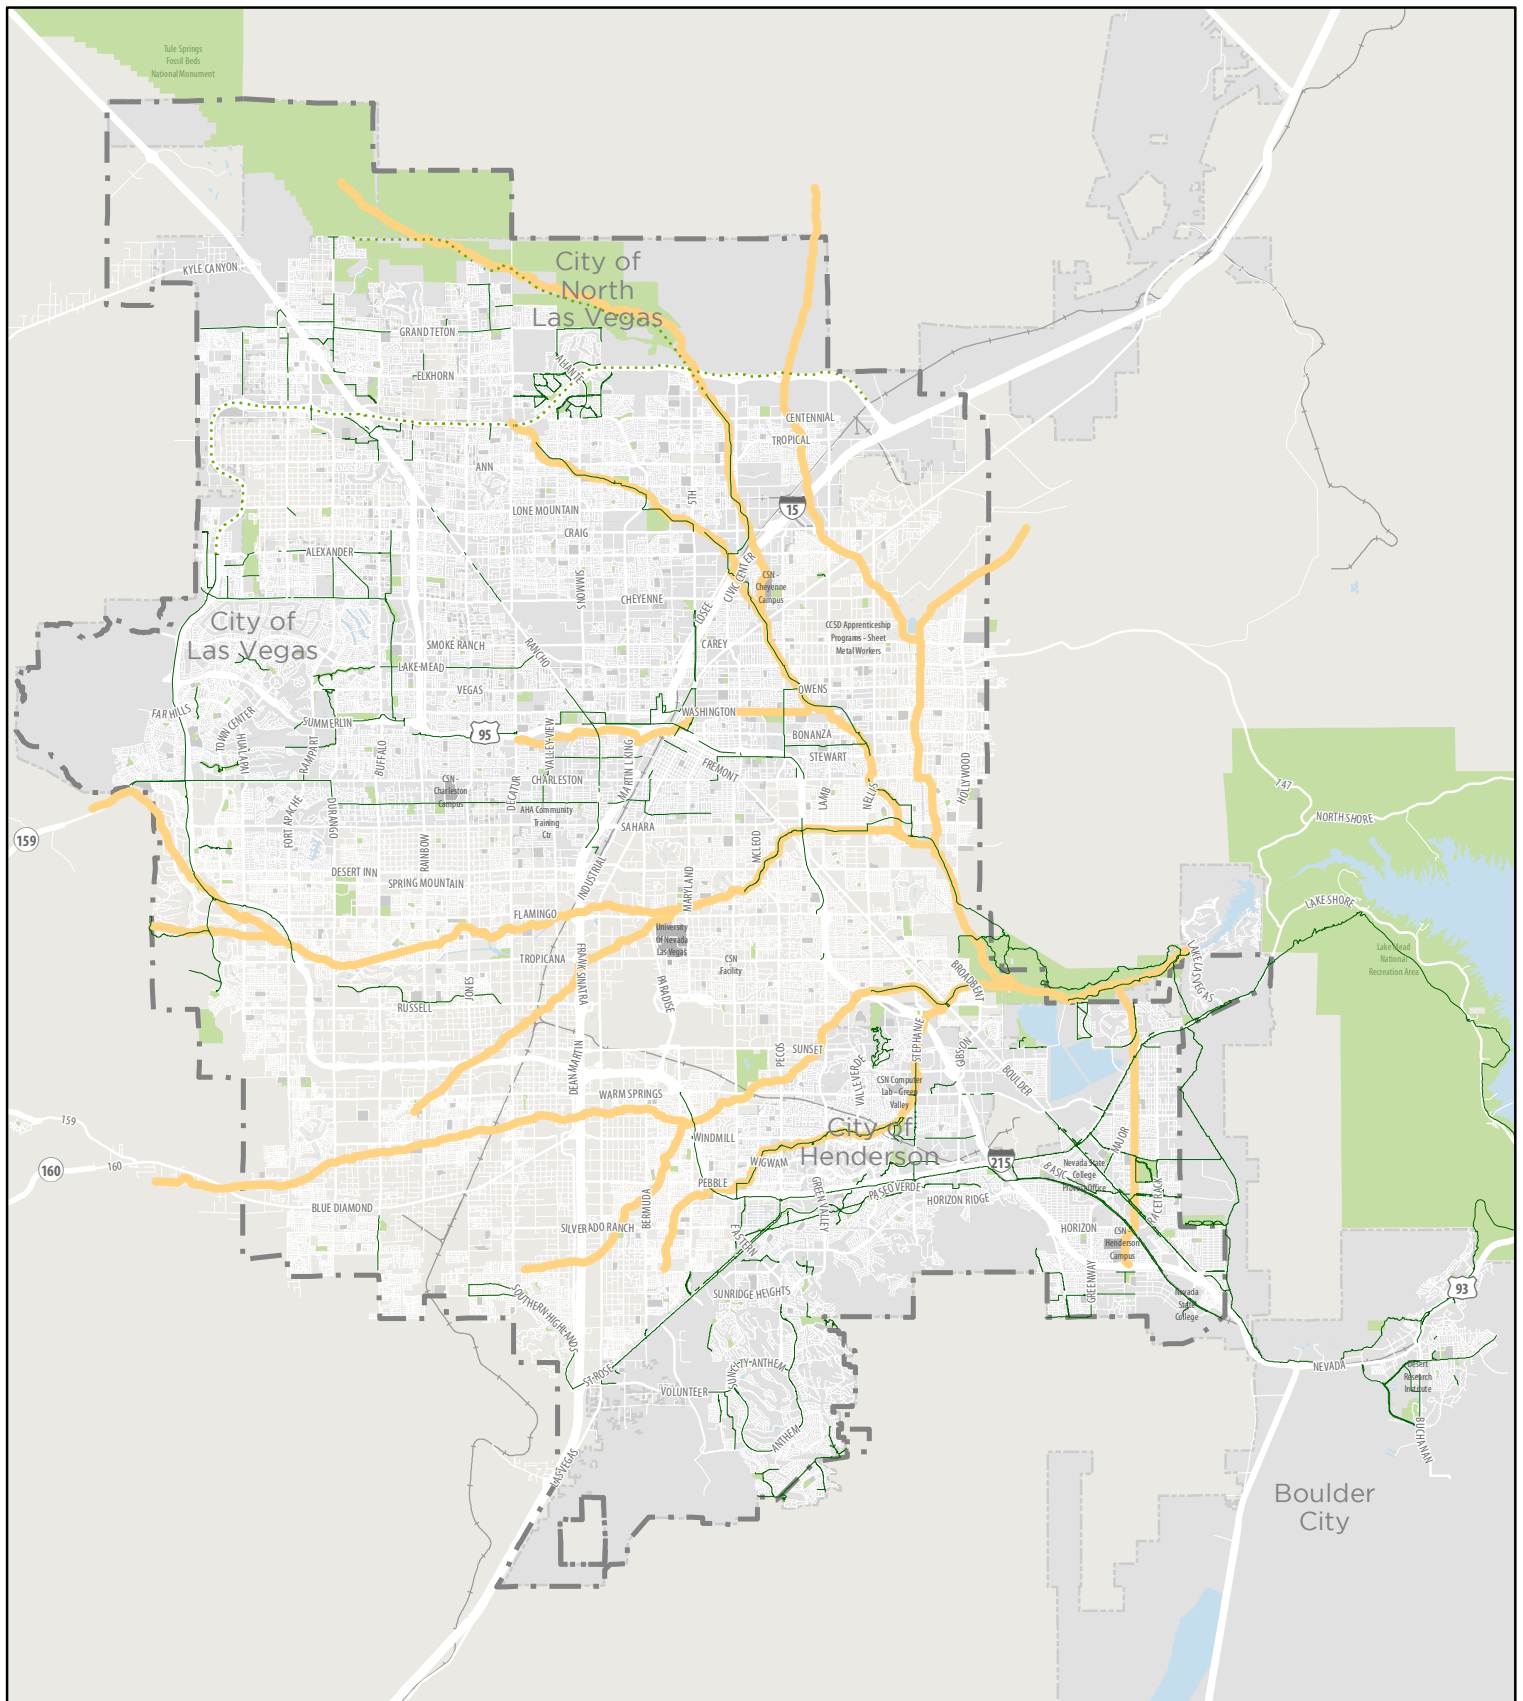 Tule Springs
Fossil Beds
National Monument
KYLE CANYON
City of
North
Las Vegas
GRAND TETON
ELKHORN
ALIANTE
CENTENNIAL
TROPICAL
ANN
5TH
LONE MOUNTAIN
15
CRAIG
ALEXANDER
CIVIC CENTER
CSN -
Cheyenne
Campus
SIMMONS
CHEYENNE
LOSEE
City of
Las Vegas
CCSD Apprenticeship
Programs - Sheet
Metal Workers
SMOKE RANCH
RANCHO
CAREY
LAKE MEAD
VEGAS
OWENS
FAR HILLS
TOWN CENTER
SUMMERLIN
WASHINGTON
95
VALLEY VIEW
BONANZA
HUALAPAI
RAMPART
BUFFALO
STEWART
MARTIN L KING
FREMONT
HOLLYWOOD
CSN -
Charleston
Campus
DECATUR
CHARLESTON
LAMB
NELLIS
147
NORTH SHORE
FORT APACHE
DURANGO
AHA Community
Training
Ctr
SAHARA
159
RAINBOW
MCLEOD
DESERT INN
SPRING MOUNTAIN
INDUSTRIAL
MARYLAND
LAKE SHORE
FLAMINGO
University
Of Nevada
Las Vegas
Lake Mead
National
Recreation Area
TROPICANA
FRANK SINATRA
CSN
Facility
BROADBENT
LAKE LAS VEGAS
JONES
PARADISE
RUSSELL
STEPHANIE
SUNSET
PECOS
GIBSON
DEAN MARTIN
VALLE VERDE
BOULDER
CSN Computer
Lab - Green
Valley
WARM SPRINGS
159
City of
Henderson
WINDMILL
MAJOR
160
160
WIGWAM
215
BASIC
Nevada State
College
Provost Office
PEBBLE
GREEN VALLEY
PASEO VERDE
HORIZON RIDGE
RACETRACK
BLUE DIAMOND
BERMUDA
SILVERADO RANCH
EASTERN
HORIZON
CSN -
Henderson
Campus
GREENWAY
SOUTHERN HIGHLANDS
SUNRIDGE HEIGHTS
Nevada
State
College
93
SUN CITY ANTHEM
NEVADA
Desert
Research
Institute
ST ROSE
VOLUNTEER
ANTHEM
BUCHANAN
LAS VEGAS
Boulder
City